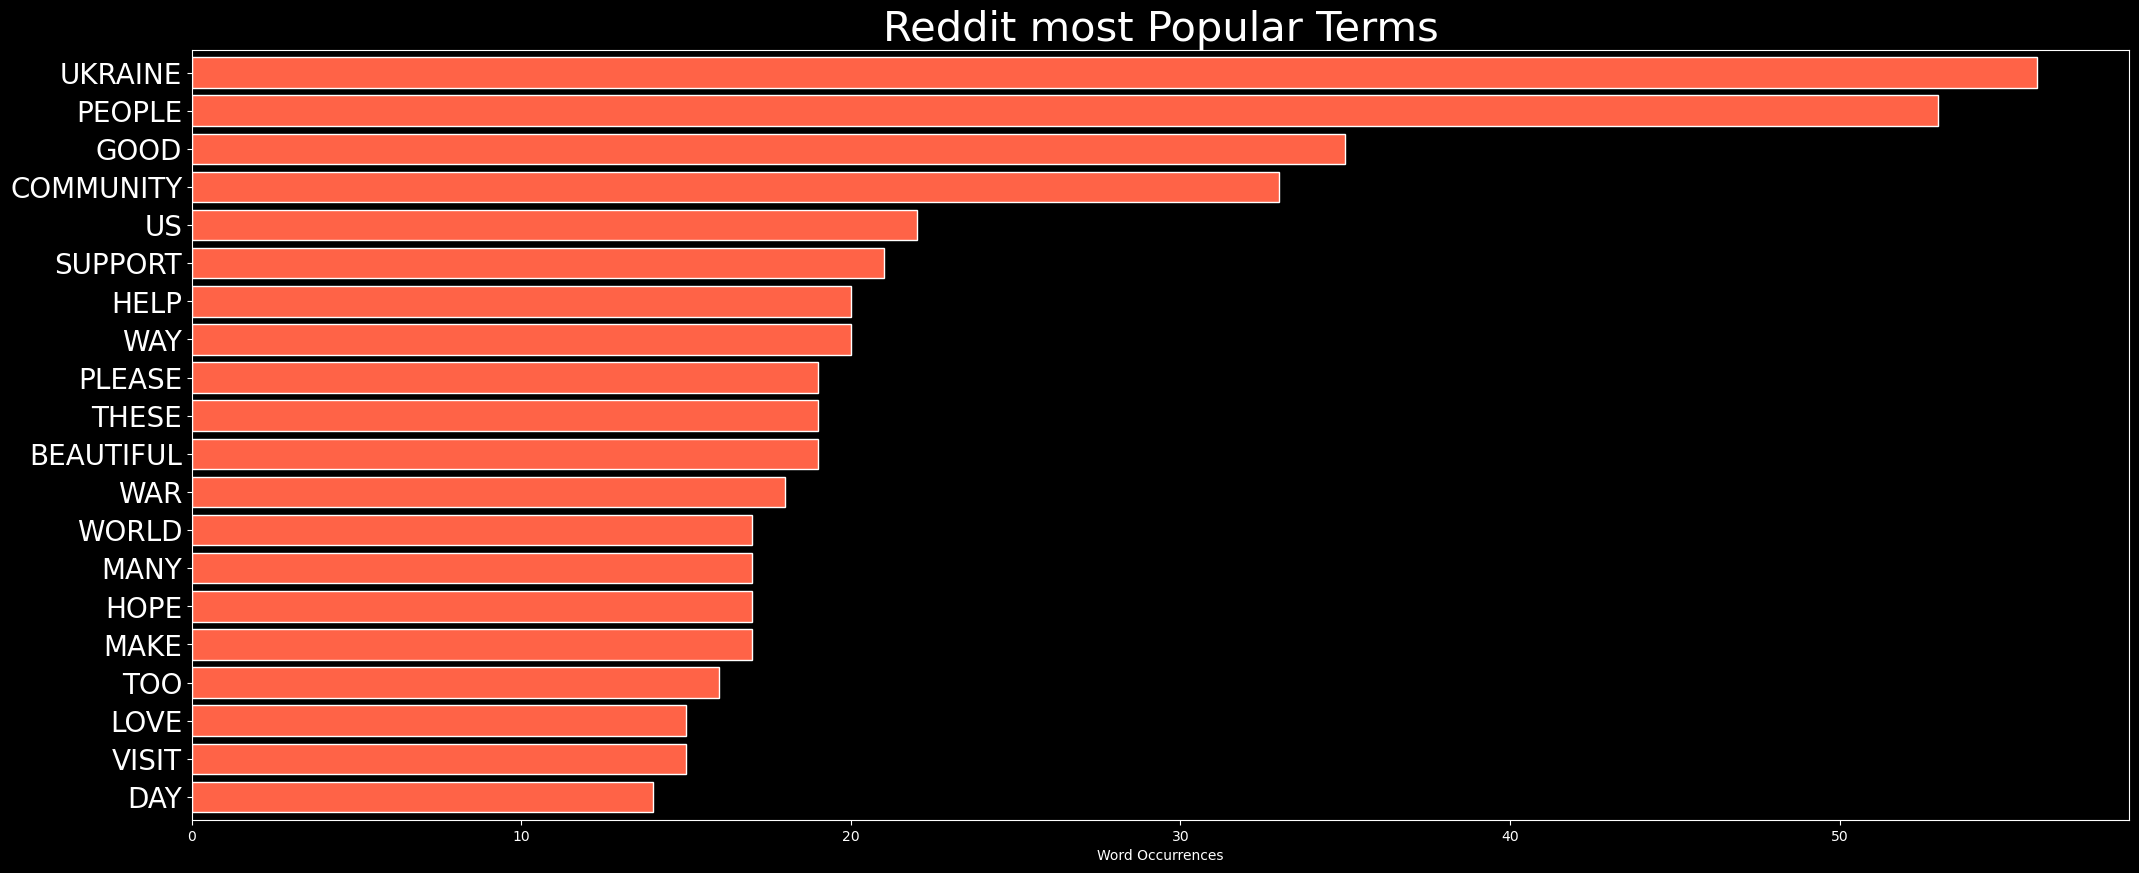 Reddit most Popular Terms
UKRAINE
PEOPLE
GOOD
COMMUNITY
US
SUPPORT
HELP
WAY
PLEASE
THESE
BEAUTIFUL
WAR
WORLD
MANY
HOPE
MAKE
TOO
LOVE
VISIT
DAY
0 10 20 30 40 50
Word Occurrences